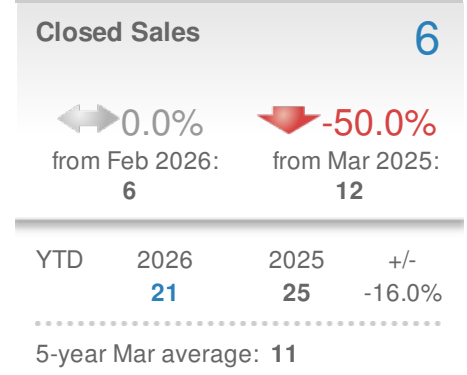 Closed Sales 6
0.0% -50.0%
from Feb 2026: from Mar 2025:
6 12
YTD 2026 2025 +/-
21 25 -16.0%
5-year Mar average: 11